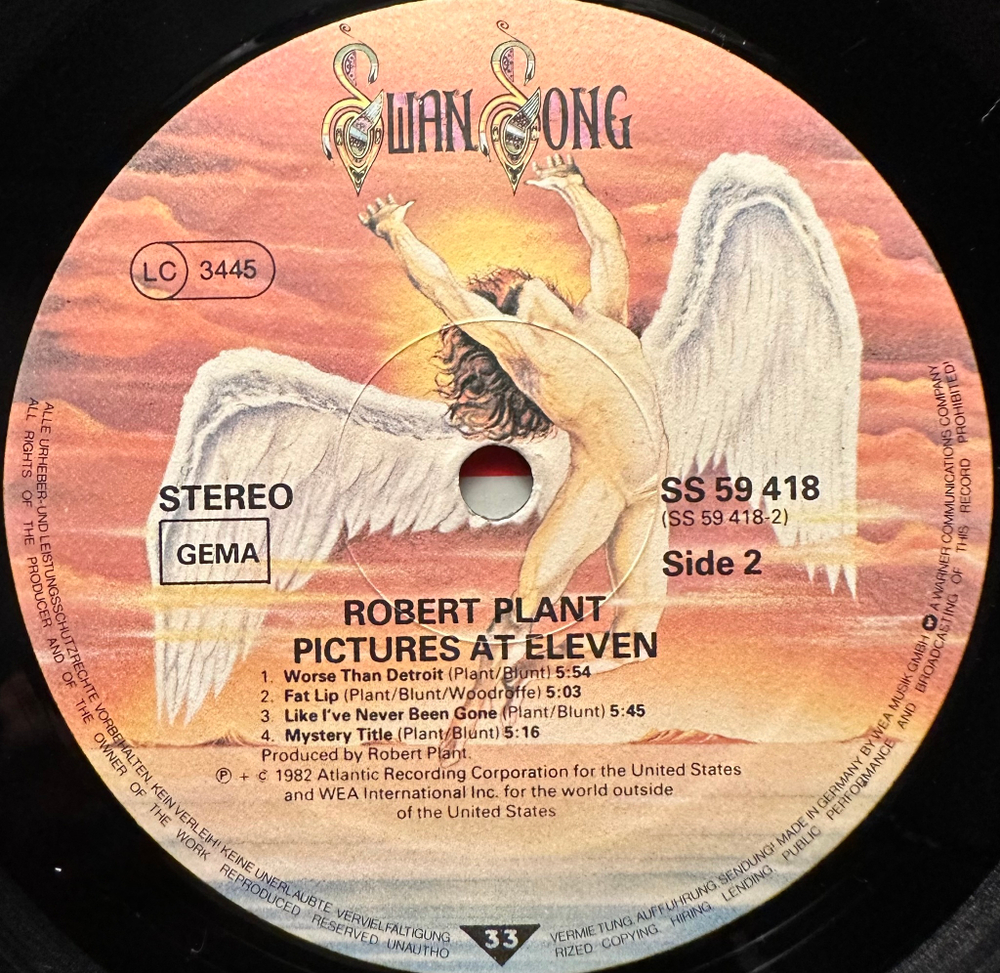 SWAN SONG
LC 3445
STEREO
GEMA
SS 59 418
(SS 59 418-2)
Side 2
ROBERT PLANT
PICTURES AT ELEVEN
1. Worse Than Detroit (Plant/Blunt) 5:54
2. Fat Lip (Plant/Blunt/Woodroffe) 5:03
3 Like I've Never Been Gone (Plant/Blunt) 5:45
4. Mystery Title (Plant/Blunt) 5:16
Produced by Robert Plant.
Ⓟ + © 1982 Atlantic Recording Corporation for the United States
and WEA International Inc. for the world outside
of the United States
ALLE URHEBER- UND LEISTUNGSSCHUTZRECHTE VORBEHALTEN KEIN VERLEIH! KEINE UNERLAUBTE VERVIELFÄLTIGUNG
VERMIETUNG, AUFFÜHRUNG, SENDUNG! MADE IN GERMANY BY WEA MUSIK GMBH A WARNER COMMUNICATIONS COMPANY
ALL RIGHTS OF THE PRODUCER AND OF THE OWNER OF THE WORK REPRODUCED RESERVED UNAUTHO
RIZED COPYING, HIRING, LENDING, PUBLIC PERFORMANCE AND BROADCASTING OF THIS RECORD PROHIBITED!
33